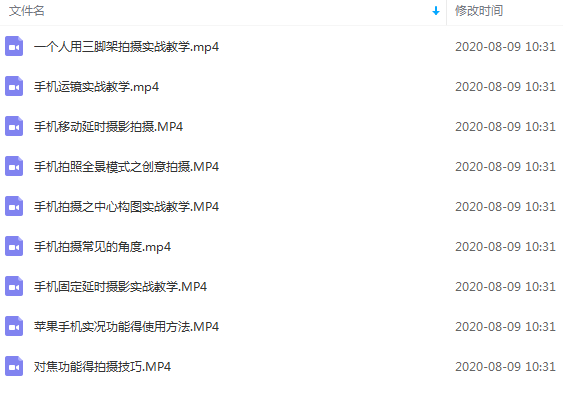 文件名 修改时间
一个人用三脚架拍摄实战教学.mp4 2020-08-09 10:31
手机运镜实战教学.mp4 2020-08-09 10:31
手机移动延时摄影拍摄.MP4 2020-08-09 10:31
手机拍照全景模式之创意拍摄.MP4 2020-08-09 10:31
手机拍摄之中心构图实战教学.MP4 2020-08-09 10:31
手机拍摄常见的角度.mp4 2020-08-09 10:31
手机固定延时摄影实战教学.MP4 2020-08-09 10:31
苹果手机实况功能得使用方法.MP4 2020-08-09 10:31
对焦功能得拍摄技巧.MP4 2020-08-09 10:31